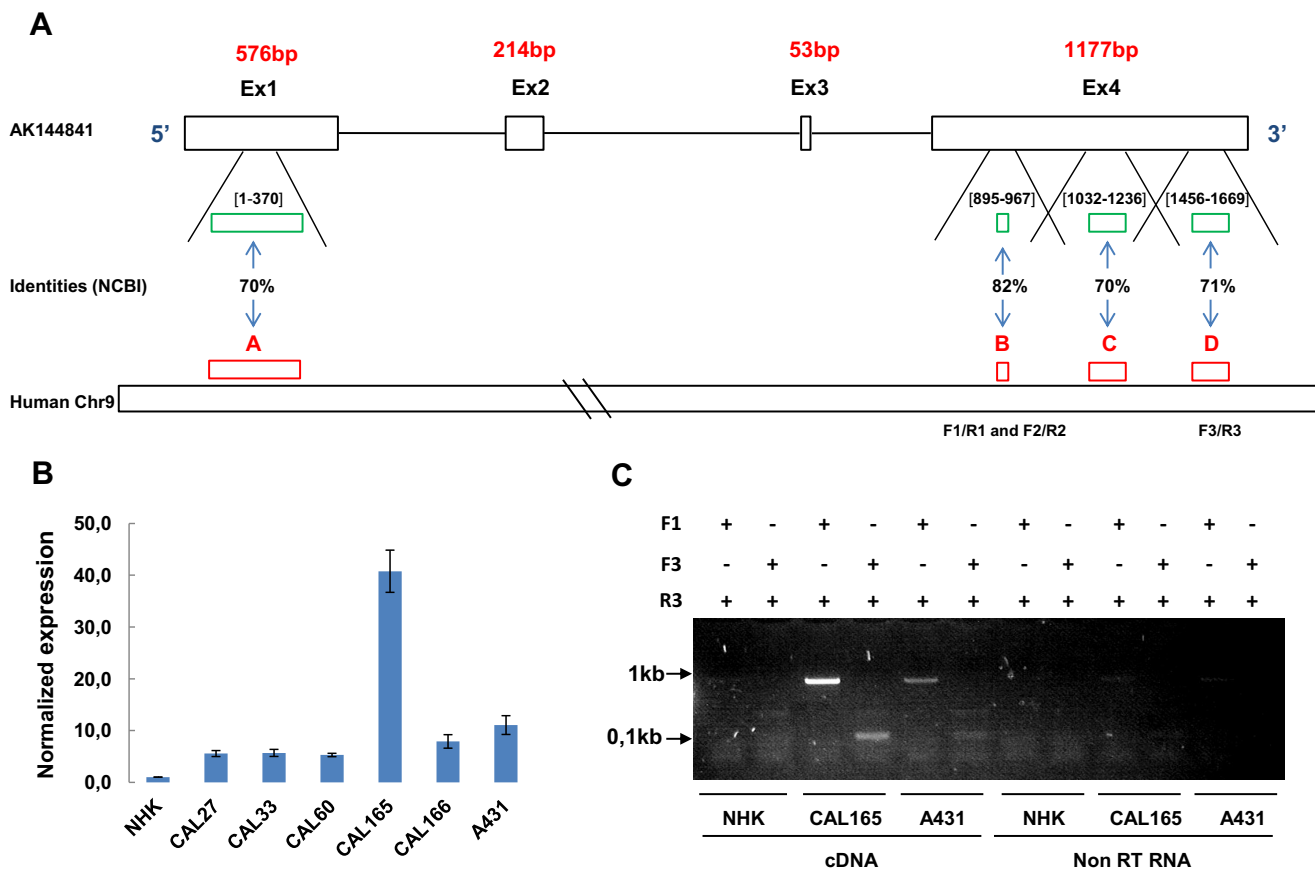 A
576bp 214bp 53bp 1177bp
Ex1 Ex2 Ex3 Ex4
AK144841 5’ 3’
[1-370] [895-967] [1032-1236] [1456-1669]
Identities (NCBI) 70% 82% 70% 71%
A B C D
Human Chr9
F1/R1 and F2/R2 F3/R3
B
Normalized expression
50,0
40,0
30,0
20,0
10,0
0,0
NHK CAL27 CAL33 CAL60 CAL165 CAL166 A431
C
F1 + - + - + - + - + - + -
F3 - + - + - + - + - + - +
R3 + + + + + + + + + + + +
1kb
0,1kb
NHK CAL165 A431 NHK CAL165 A431
cDNA Non RT RNA